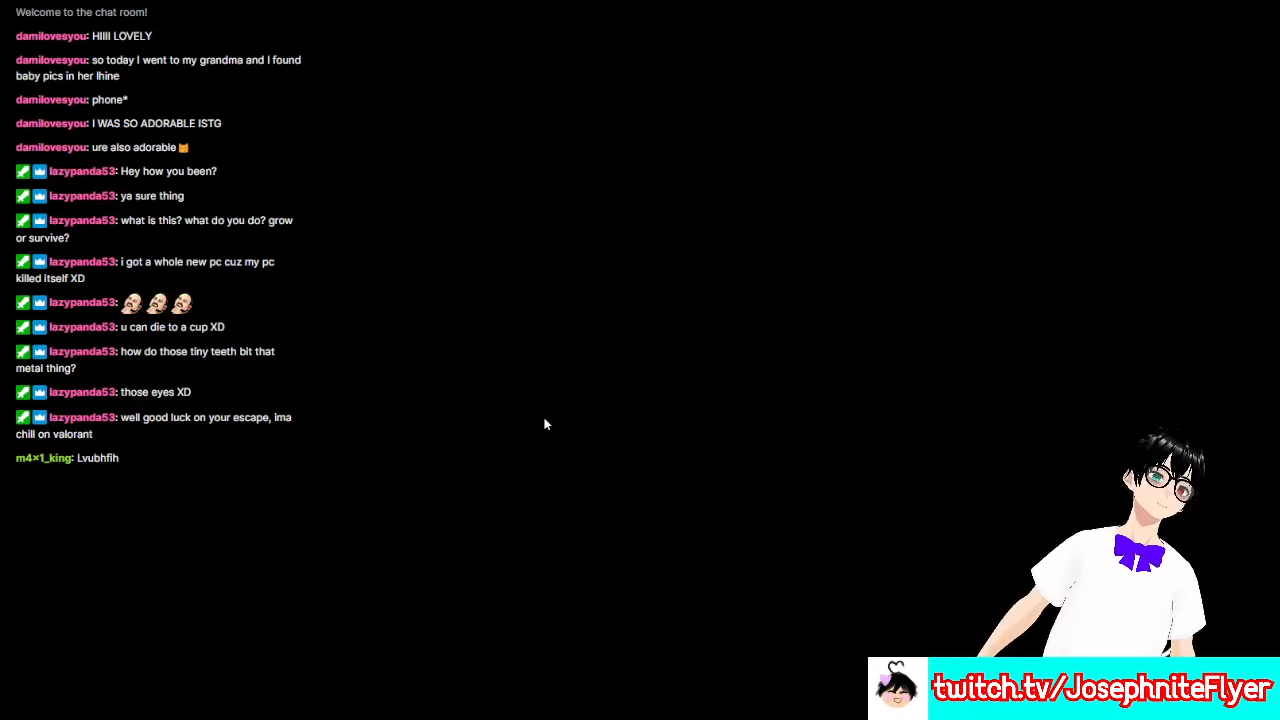 Welcome to the chat room!
damilovesyou: HIIII LOVELY
damilovesyou: so today I went to my grandma and I found
baby pics in her lhine
damilovesyou: phone*
damilovesyou: I WAS SO ADORABLE ISTG
damilovesyou: ure also adorable
lazypanda53: Hey how you been?
lazypanda53: ya sure thing
lazypanda53: what is this? what do you do? grow
or survive?
lazypanda53: i got a whole new pc cuz my pc
killed itself XD
lazypanda53:
lazypanda53: u can die to a cup XD
lazypanda53: how do those tiny teeth bit that
metal thing?
lazypanda53: those eyes XD
lazypanda53: well good luck on your escape, ima
chill on valorant
m4x1_king: Lvubhfih
twitch.tv/JosephniteFlyer